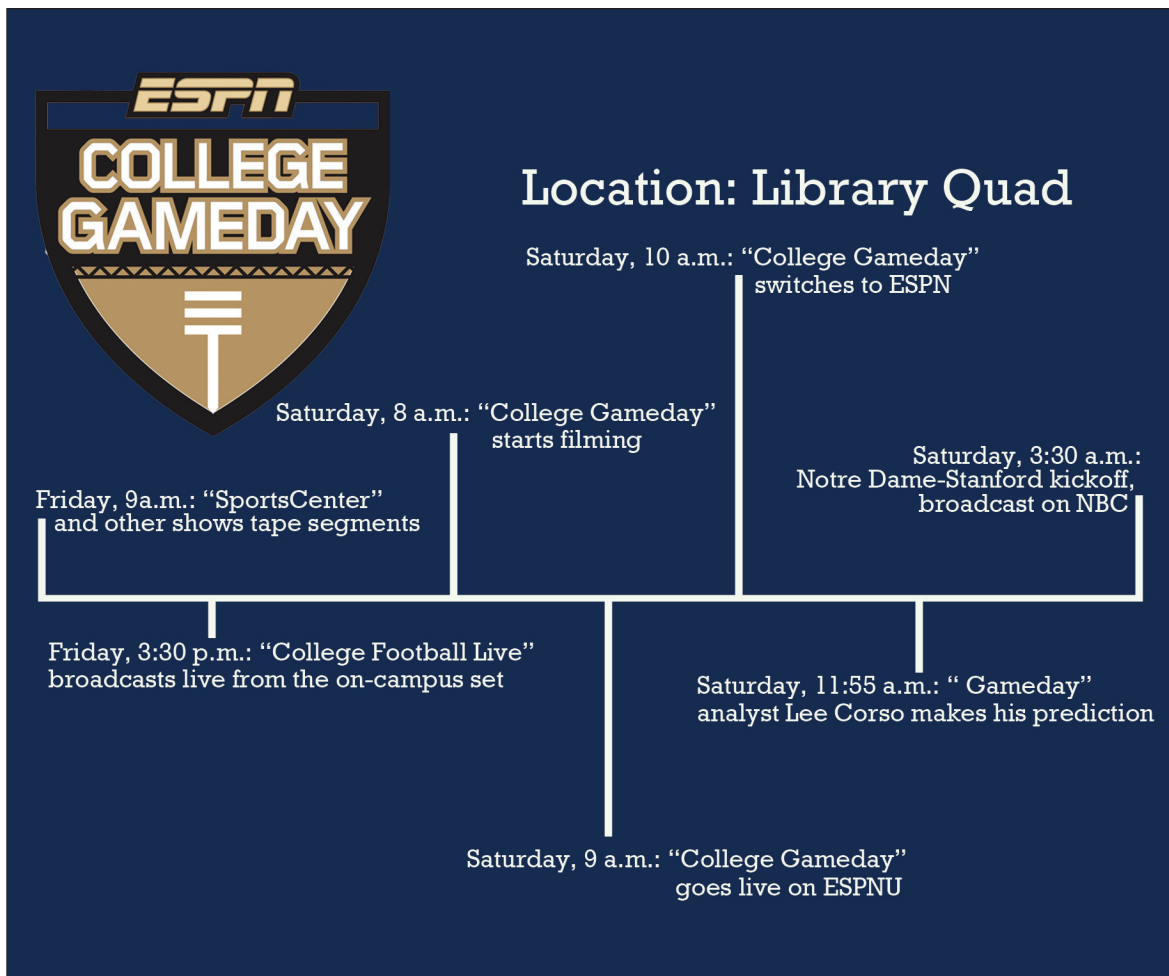 ESPN
COLLEGE
GAMEDAY
Location: Library Quad
Saturday, 10 a.m.: “College Gameday”
switches to ESPN
Saturday, 8 a.m.: “College Gameday”
starts filming
Saturday, 3:30 a.m.:
Notre Dame-Stanford kickoff,
broadcast on NBC
Friday, 9a.m.: “SportsCenter”
and other shows tape segments
Friday, 3:30 p.m.: “College Football Live”
broadcasts live from the on-campus set
Saturday, 11:55 a.m.: “ Gameday”
analyst Lee Corso makes his prediction
Saturday, 9 a.m.: “College Gameday”
goes live on ESPNU